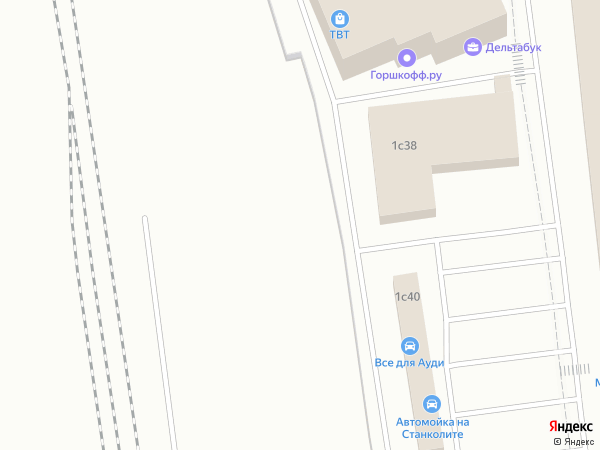 ТВТ
Дельтабук
Горшкофф.ру
1с38
1с40
Все для Ауди
Автомойка на
Станколите
М
Яндекс
© Яндекс